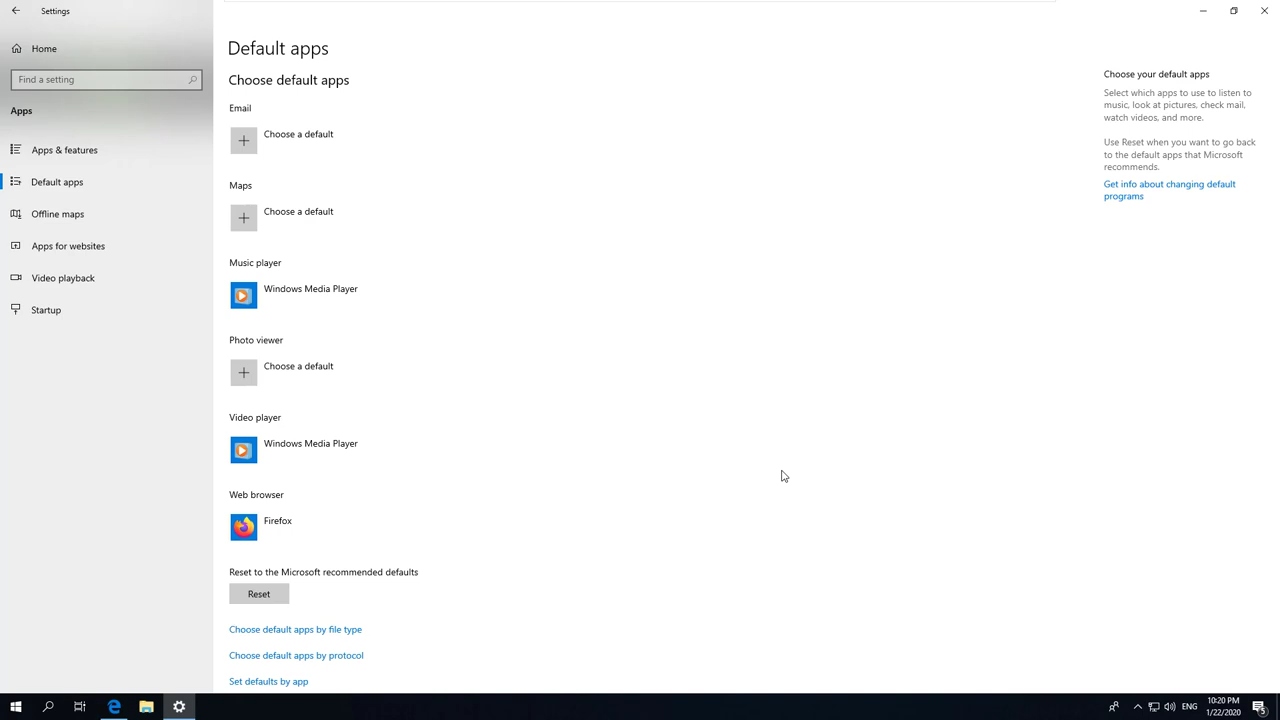 Settings
Home
Find a setting
Apps
Apps & features
Default apps
Offline maps
Apps for websites
Video playback
Startup
Default apps
Choose default apps
Email
Choose a default
Maps
Choose a default
Music player
Windows Media Player
Photo viewer
Choose a default
Video player
Windows Media Player
Web browser
Firefox
Reset to the Microsoft recommended defaults
Reset
Choose default apps by file type
Choose default apps by protocol
Set defaults by app
Choose your default apps
Select which apps to use to listen to
music, look at pictures, check mail,
watch videos, and more.
Use Reset when you want to go back
to the default apps that Microsoft
recommends.
Get info about changing default
programs
ENG
10:20 PM
1/22/2020
5